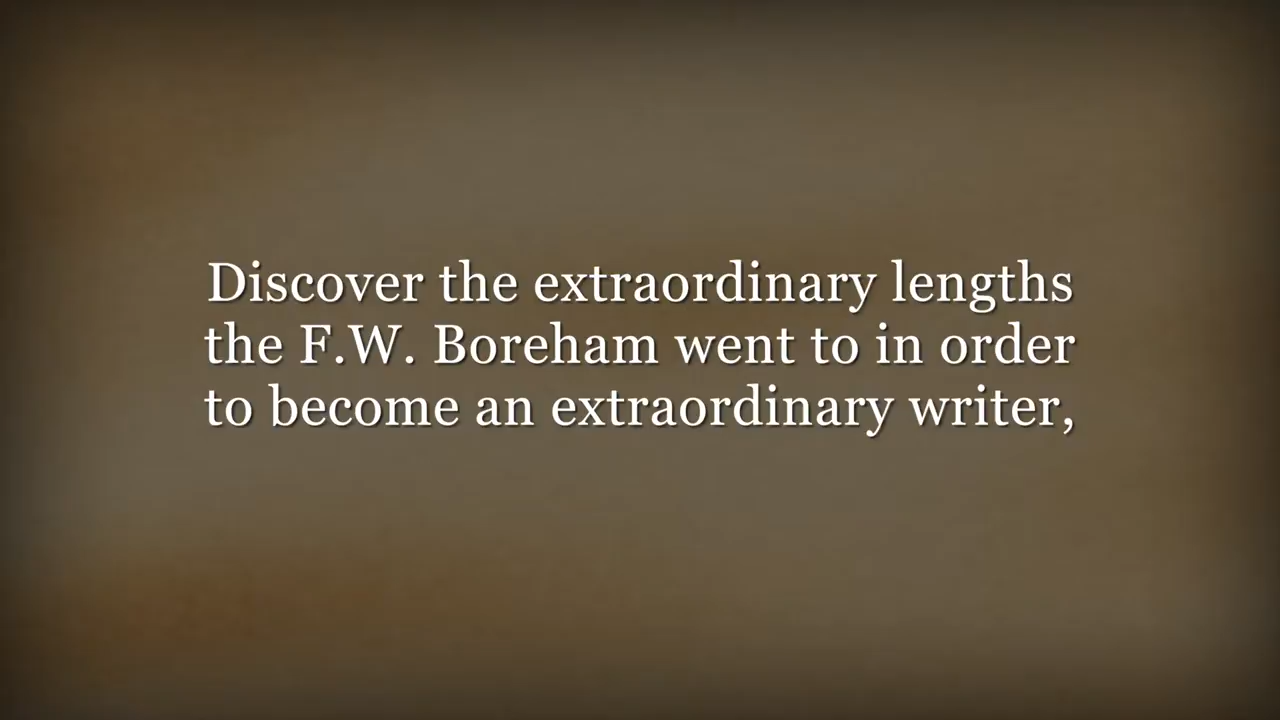 Discover the extraordinary lengths
the F.W. Boreham went to in order
to become an extraordinary writer,